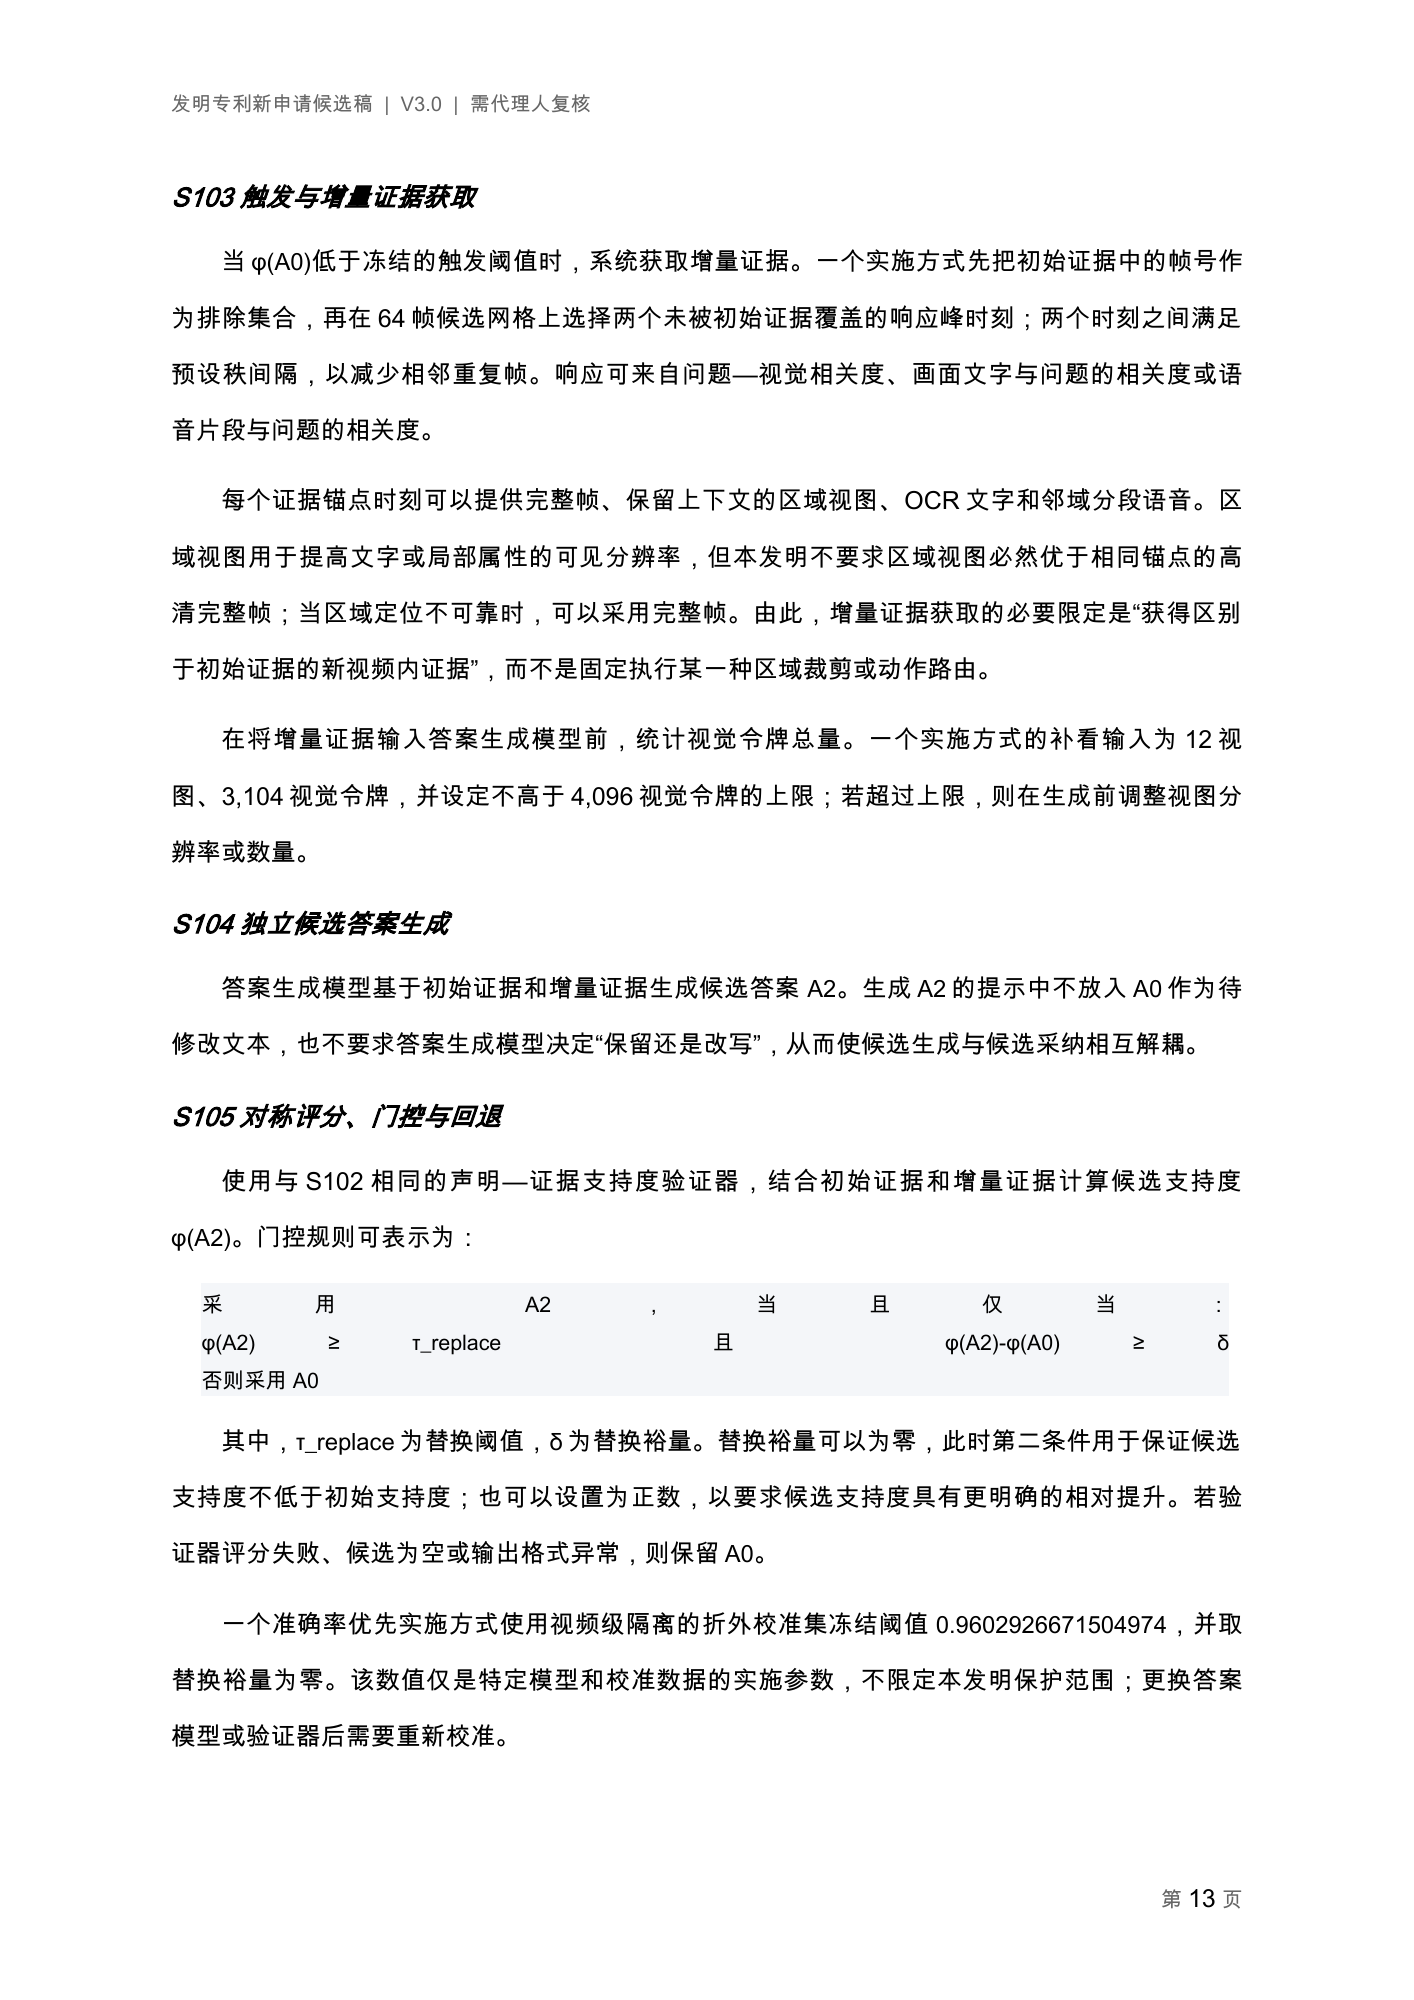 发明专利新申请候选稿 | V3.0 | 需代理人复核
S103 触发与增量证据获取
当 φ(A0)低于冻结的触发阈值时，系统获取增量证据。一个实施方式先把初始证据中的帧号作
为排除集合，再在 64 帧候选网格上选择两个未被初始证据覆盖的响应峰时刻；两个时刻之间满足
预设秩间隔，以减少相邻重复帧。响应可来自问题—视觉相关度、画面文字与问题的相关度或语
音片段与问题的相关度。
每个证据锚点时刻可以提供完整帧、保留上下文的区域视图、OCR 文字和邻域分段语音。区
域视图用于提高文字或局部属性的可见分辨率，但本发明不要求区域视图必然优于相同锚点的高
清完整帧；当区域定位不可靠时，可以采用完整帧。由此，增量证据获取的必要限定是“获得区别
于初始证据的新视频内证据”，而不是固定执行某一种区域裁剪或动作路由。
在将增量证据输入答案生成模型前，统计视觉令牌总量。一个实施方式的补看输入为 12 视
图、3,104 视觉令牌，并设定不高于 4,096 视觉令牌的上限；若超过上限，则在生成前调整视图分
辨率或数量。
S104 独立候选答案生成
答案生成模型基于初始证据和增量证据生成候选答案 A2。生成 A2 的提示中不放入 A0 作为待
修改文本，也不要求答案生成模型决定“保留还是改写”，从而使候选生成与候选采纳相互解耦。
S105 对称评分、门控与回退
使用与 S102 相同的声明—证据支持度验证器，结合初始证据和增量证据计算候选支持度
φ(A2)。门控规则可表示为：
采用 A2，当且仅当：
φ(A2) ≥ τ_replace 且 φ(A2)-φ(A0) ≥ δ
否则采用 A0
其中，τ_replace 为替换阈值，δ 为替换裕量。替换裕量可以为零，此时第二条件用于保证候选
支持度不低于初始支持度；也可以设置为正数，以要求候选支持度具有更明确的相对提升。若验
证器评分失败、候选为空或输出格式异常，则保留 A0。
一个准确率优先实施方式使用视频级隔离的折外校准集冻结阈值 0.9602926671504974，并取
替换裕量为零。该数值仅是特定模型和校准数据的实施参数，不限定本发明保护范围；更换答案
模型或验证器后需要重新校准。
第 13 页